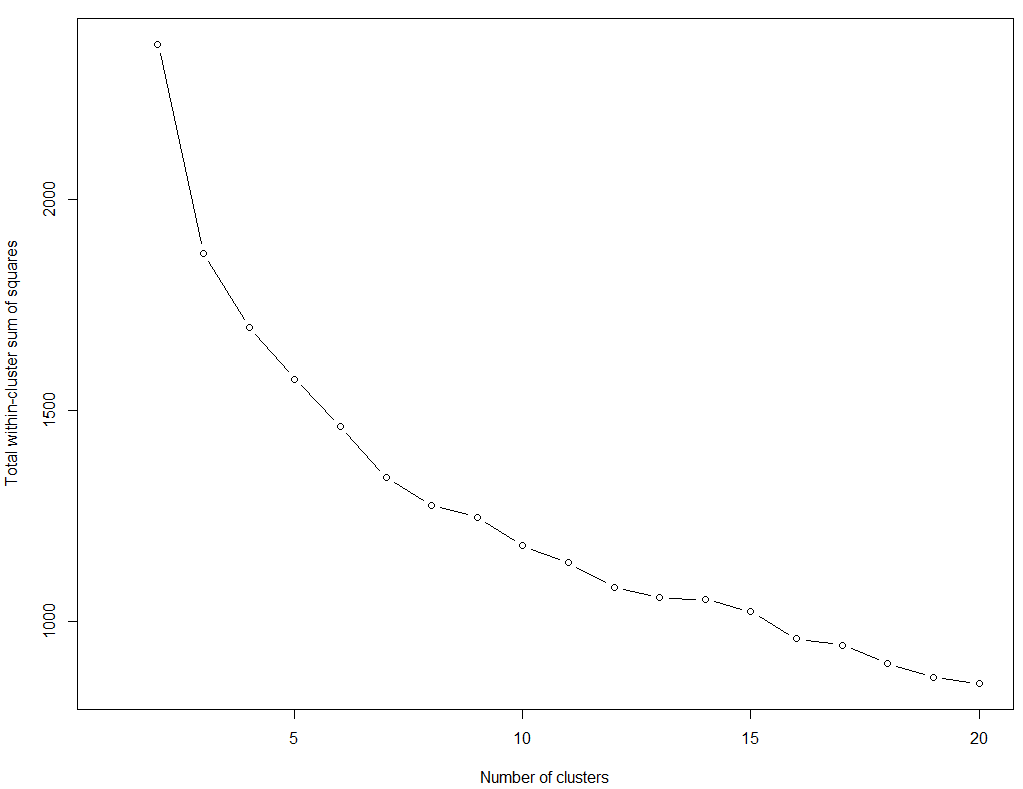 Total within-cluster sum of squares
2000
1500
1000
5 10 15 20
Number of clusters